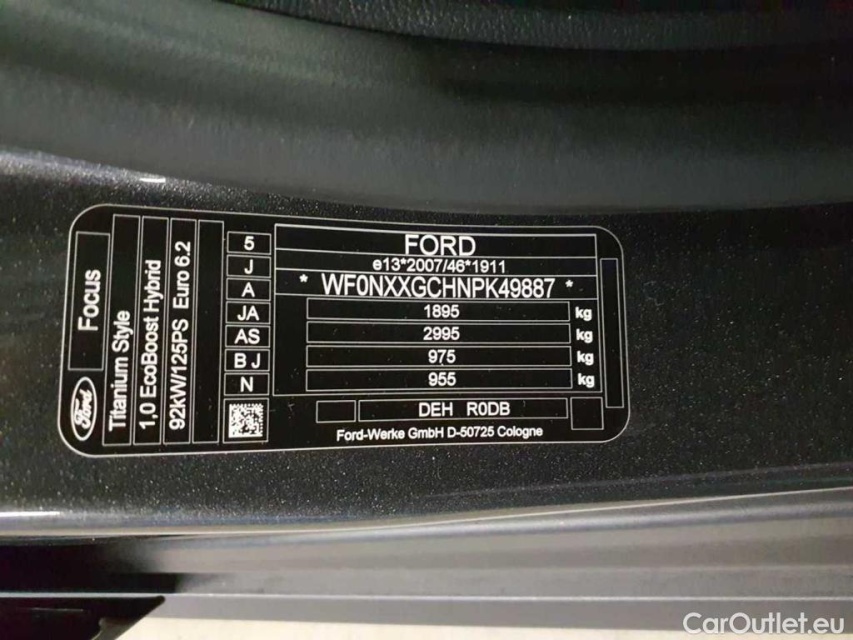 Focus
Ford
Titanium Style
1,0 EcoBoost Hybrid
92kW/125PS Euro 6.2
5
J
A
JA
AS
B J
N
FORD
e13*2007/46*1911
* WF0NXXGCHNPK49887 *
1895 kg
2995 kg
975 kg
955 kg
DEH R0DB
Ford-Werke GmbH D-50725 Cologne
CarOutlet.eu